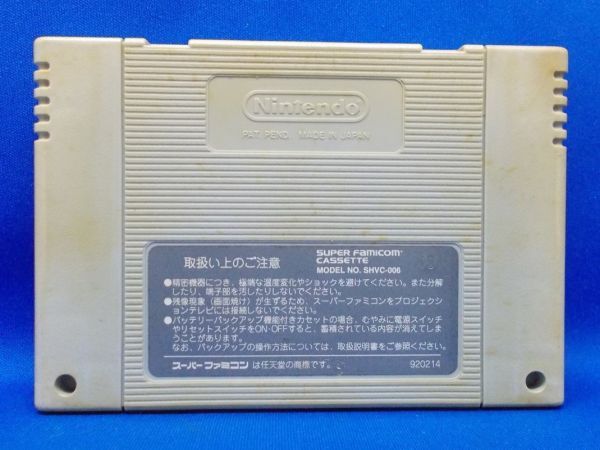 Nintendo
PAT. PEND. MADE IN JAPAN
取扱い上のご注意
SUPER FAMICOM
CASSETTE
MODEL NO. SHVC-006
●精密機器につき、極端な温度変化やショックを避けてください。また分解
したり、端子部を汚したりしないでください。
●残像現象（画面焼け）が生ずるため、スーパーファミコンをプロジェクシ
ョンテレビには接続しないでください。
●バッテリーバックアップ機能付きカセットの場合、むやみに電源スイッチ
やリセットスイッチをON・OFFすると、蓄積されている内容が消えてしま
うことがあります。
なお、バックアップの操作方法については、取扱説明書をご参照ください。
スーパーファミコン は任天堂の商標です。
920214